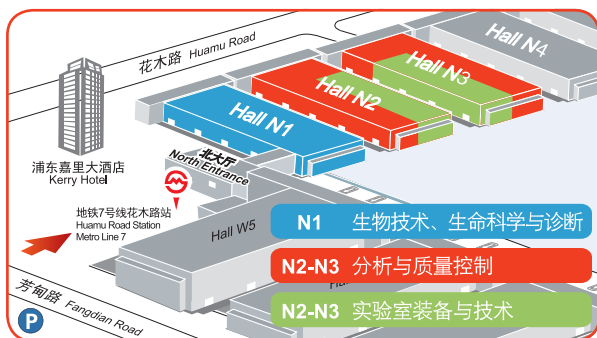 花木路 Huamu Road
Hall N4
Hall N3
Hall N2
Hall N1
浦东嘉里大酒店
Kerry Hotel
北大厅
North Entrance
地铁7号线花木路站
Huamu Road Station
Metro Line 7
Hall W5
N1 生物技术、生命科学与诊断
N2-N3 分析与质量控制
N2-N3 实验室装备与技术
芳甸路 Fangdian Road
P